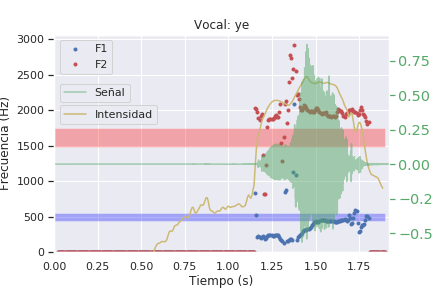 Vocal: ye
3000
2500
2000
1500
1000
500
0
Frecuencia (Hz)
F1
F2
Señal
Intensidad
0.75
0.50
0.25
0.00
−0.2
−0.5
0.00 0.25 0.50 0.75 1.00 1.25 1.50 1.75
Tiempo (s)